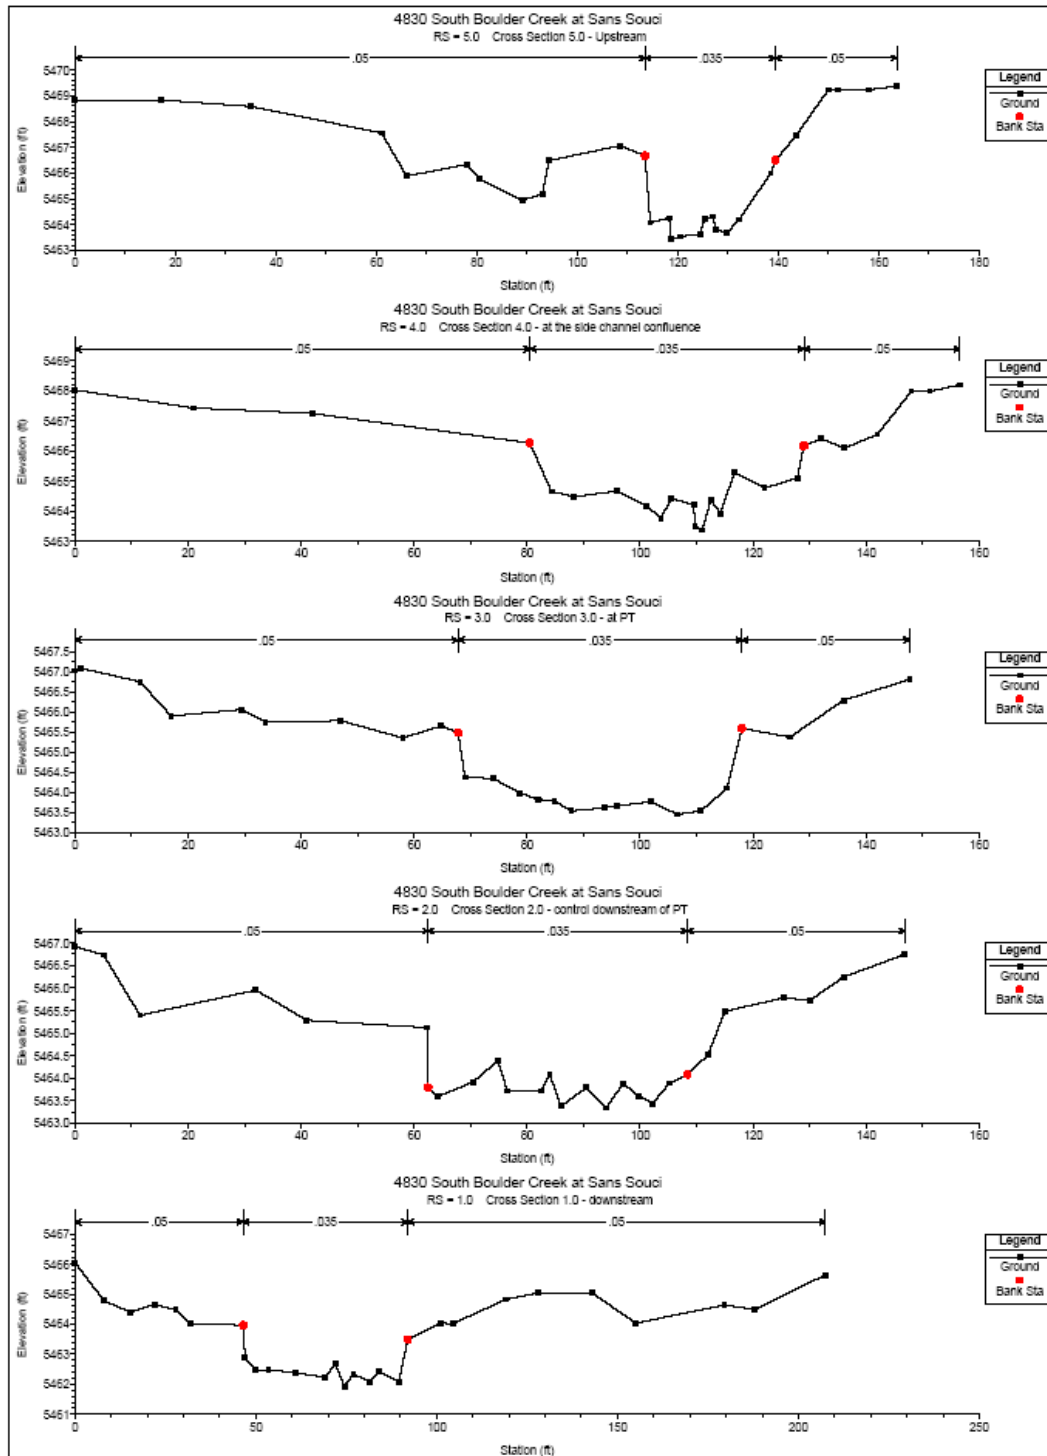 4830 South Boulder Creek at Sans Souci
RS = 5.0 Cross Section 5.0 - Upstream
.05 .035 .05
5470
5469
5468
5467
5466
5465
5464
5463
Elevation (ft)
0 20 40 60 80 100 120 140 160 180
Station (ft)
Legend
Ground
Bank Sta
4830 South Boulder Creek at Sans Souci
RS = 4.0 Cross Section 4.0 - at the side channel confluence
.05 .035 .05
5469
5468
5467
5466
5465
5464
5463
Elevation (ft)
0 20 40 60 80 100 120 140 160
Station (ft)
Legend
Ground
Bank Sta
4830 South Boulder Creek at Sans Souci
RS = 3.0 Cross Section 3.0 - at PT
.05 .035 .05
5467.5
5467.0
5466.5
5466.0
5465.5
5465.0
5464.5
5464.0
5463.5
5463.0
Elevation (ft)
0 20 40 60 80 100 120 140 160
Station (ft)
Legend
Ground
Bank Sta
4830 South Boulder Creek at Sans Souci
RS = 2.0 Cross Section 2.0 - control downstream of PT
.05 .035 .05
5467.0
5466.5
5466.0
5465.5
5465.0
5464.5
5464.0
5463.5
5463.0
Elevation (ft)
0 20 40 60 80 100 120 140 160
Station (ft)
Legend
Ground
Bank Sta
4830 South Boulder Creek at Sans Souci
RS = 1.0 Cross Section 1.0 - downstream
.05 .035 .05
5467
5466
5465
5464
5463
5462
5461
Elevation (ft)
0 50 100 150 200 250
Station (ft)
Legend
Ground
Bank Sta